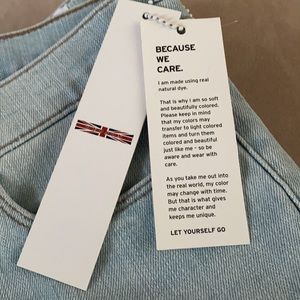 BECAUSE
WE
CARE.
I am made using real
natural dye.
That is why i am so soft
and beautifully colored.
Please keep in mind
that my colors may
transfer to light colored
items and turn them
colored and beautiful
just like me - so be
aware and wear with
care.
As you take me out into
the real world, my color
may change with time.
But that is what gives
me character and
keeps me unique.
LET YOURSELF GO